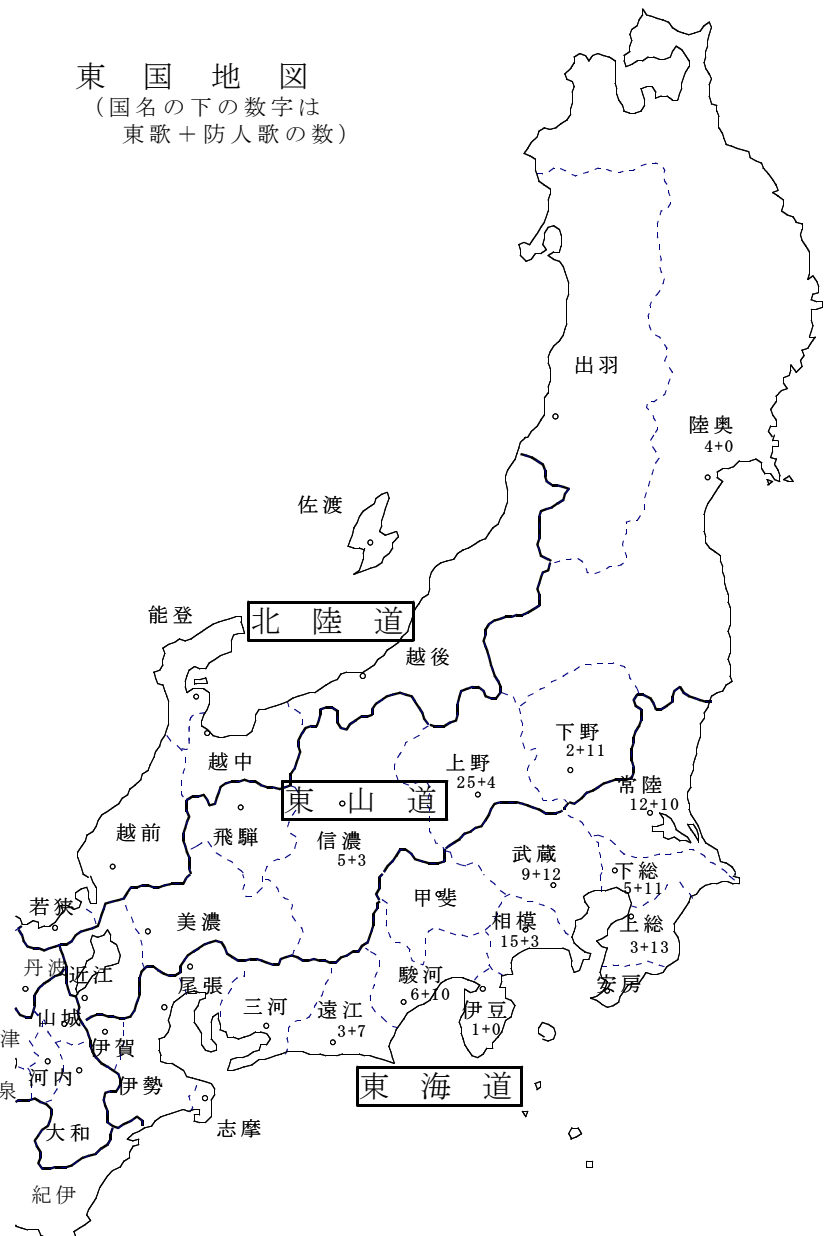 東国地図
（国名の下の数字は
東歌＋防人歌の数）
出羽
陸奥
4+0
佐渡
能登
北陸道
越後
下野
2+11
上野
25+4
越中
常陸
12+10
東山道
越前
飛騨
信濃
5+3
武蔵
9+12
下総
5+11
若狭
美濃
甲斐
相模
15+3
上総
3+13
丹波
近江
尾張
駿河
6+10
安房
山城
三河
遠江
3+7
伊豆
1+0
津
伊賀
河内
伊勢
泉
東海道
大和
志摩
紀伊